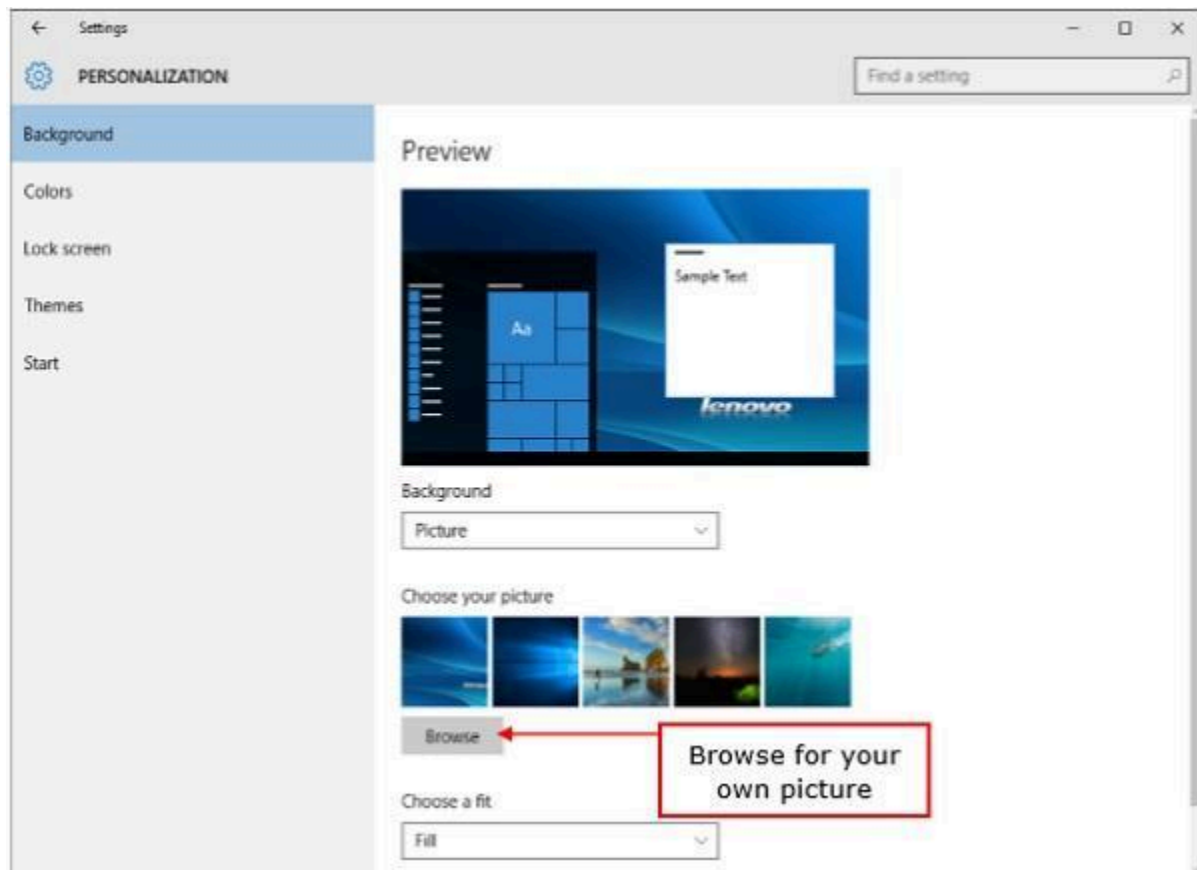 Settings
PERSONALIZATION
Find a setting
Background
Colors
Lock screen
Themes
Start
Preview
Sample Text
Aa
lenovo
Background
Picture
Choose your picture
Browse
Browse for your
own picture
Choose a fit
Fill